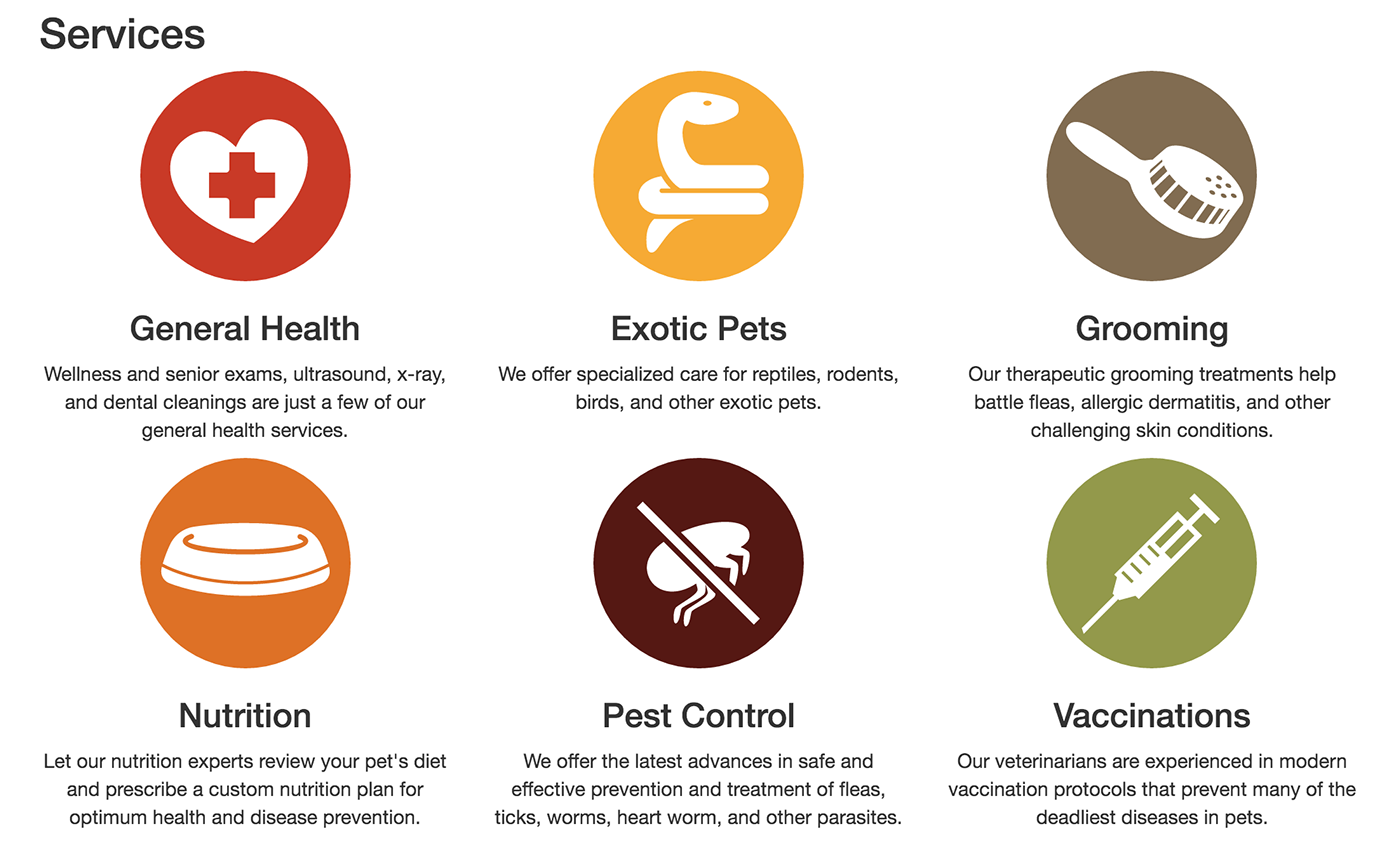 Services
General Health
Wellness and senior exams, ultrasound, x-ray,
and dental cleanings are just a few of our
general health services.
Exotic Pets
We offer specialized care for reptiles, rodents,
birds, and other exotic pets.
Grooming
Our therapeutic grooming treatments help
battle fleas, allergic dermatitis, and other
challenging skin conditions.
Nutrition
Let our nutrition experts review your pet's diet
and prescribe a custom nutrition plan for
optimum health and disease prevention.
Pest Control
We offer the latest advances in safe and
effective prevention and treatment of fleas,
ticks, worms, heart worm, and other parasites.
Vaccinations
Our veterinarians are experienced in modern
vaccination protocols that prevent many of the
deadliest diseases in pets.